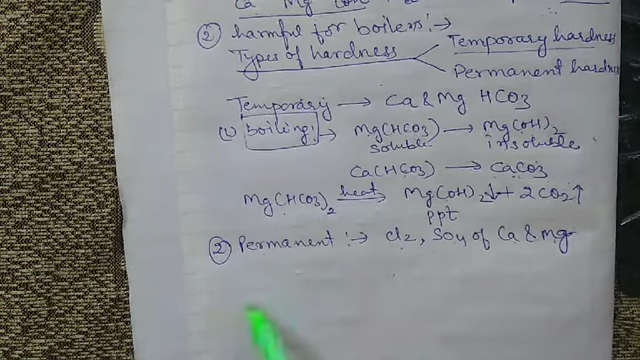 Ca Mg
② harmful for boilers :→
Types of hardness
Temporary hardness
Permanent hardness
Temporary → Ca & Mg HCO3
(1) boiling: → Mg(HCO3) → Mg(OH)2
soluble insoluble
Ca(HCO3) → CaCO3
Mg(HCO3)2 heat→ Mg(OH)2↓ + 2CO2↑
ppt
② Permanent :→ Cl2, SO4 of Ca & Mg